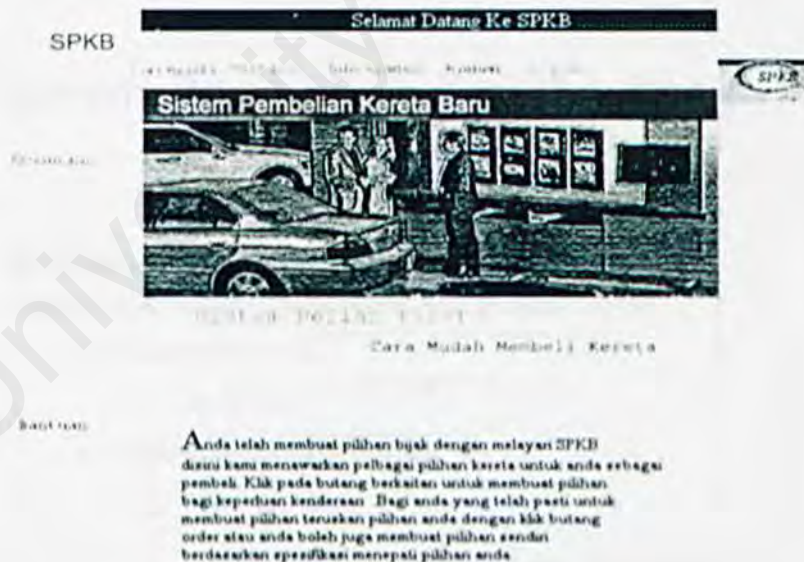 Selamat Datang Ke SPKB
SPKB
SPKB
Sistem Pembelian Kereta Baru
Cara Mudah Membeli Kereta
Bantuan
Anda telah membuat pilihan bijak dengan melayari SPKB
disini kami menawarkan pelbagai pilihan kereta untuk anda sebagai
pembeli. Klik pada butang berkaitan untuk membuat pilihan
bagi keperluan kenderaan. Bagi anda yang telah pasti untuk
membuat pilihan teruskan pilihan anda dengan klik butang
order atau anda boleh juga membuat pilihan sendiri
berdasarkan spesifikasi menepati pilihan anda